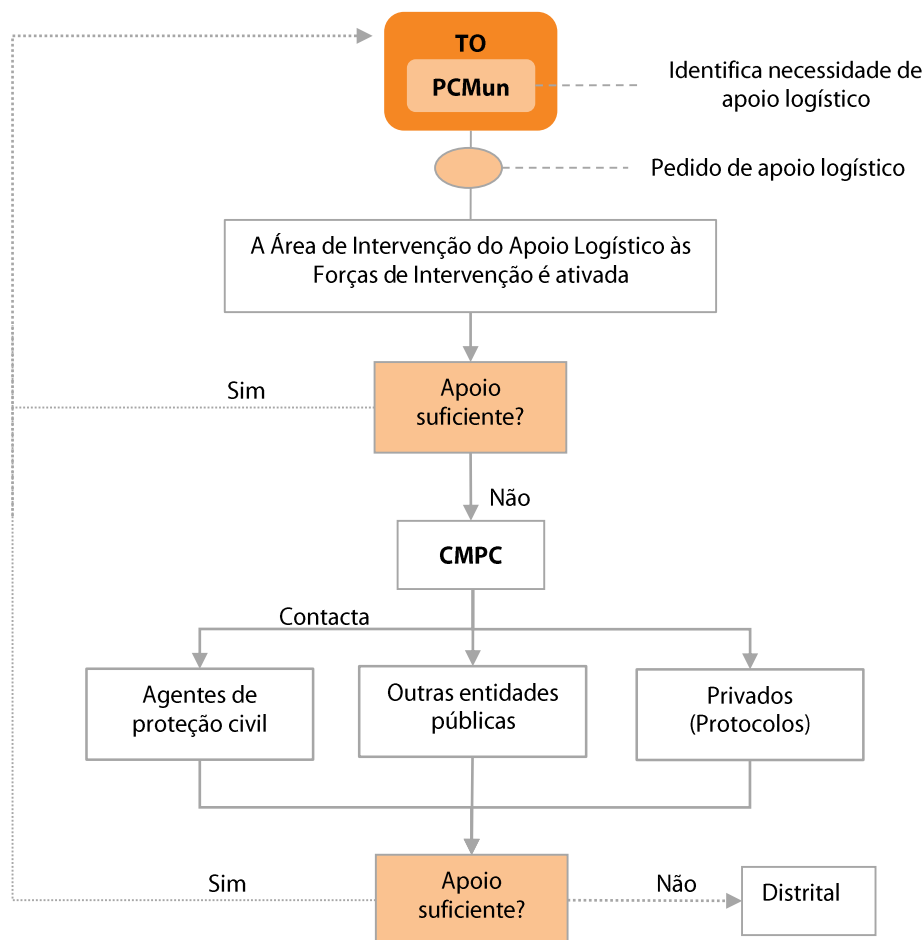 TO
PCMun
Identifica necessidade de
apoio logístico
Pedido de apoio logístico
A Área de Intervenção do Apoio Logístico às
Forças de Intervenção é ativada
Sim
Apoio
suficiente?
Não
CMPC
Contacta
Agentes de
proteção civil
Outras entidades
públicas
Privados
(Protocolos)
Sim
Apoio
suficiente?
Não
Distrital